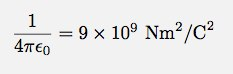 1/(4πϵ₀) = 9 × 10⁹ Nm²/C²